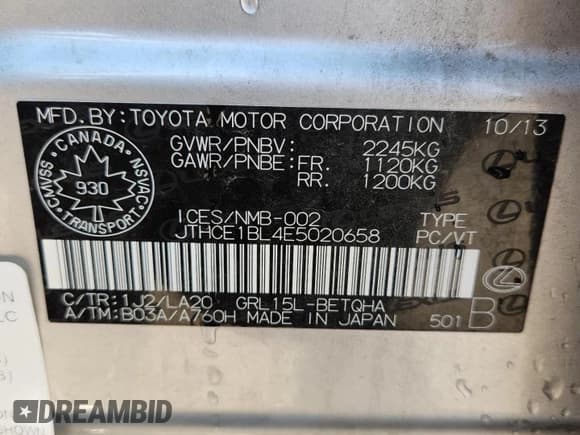 MFD. BY: TOYOTA MOTOR CORPORATION 10/13
GVWR/PNBV: 2245KG
GAWR/PNBE: FR. 1120KG
RR. 1200KG
CANADA
CMVSS 930 NSVAC
TRANSPORT
ICES/NMB-002 TYPE
JTHCE1BL4E5020658 PC/VT
C/TR: 1J2/LA20 GRL15L-BETQHA
A/TM: B03A/A760H MADE IN JAPAN 501 B
ON
LC
DREAMBID